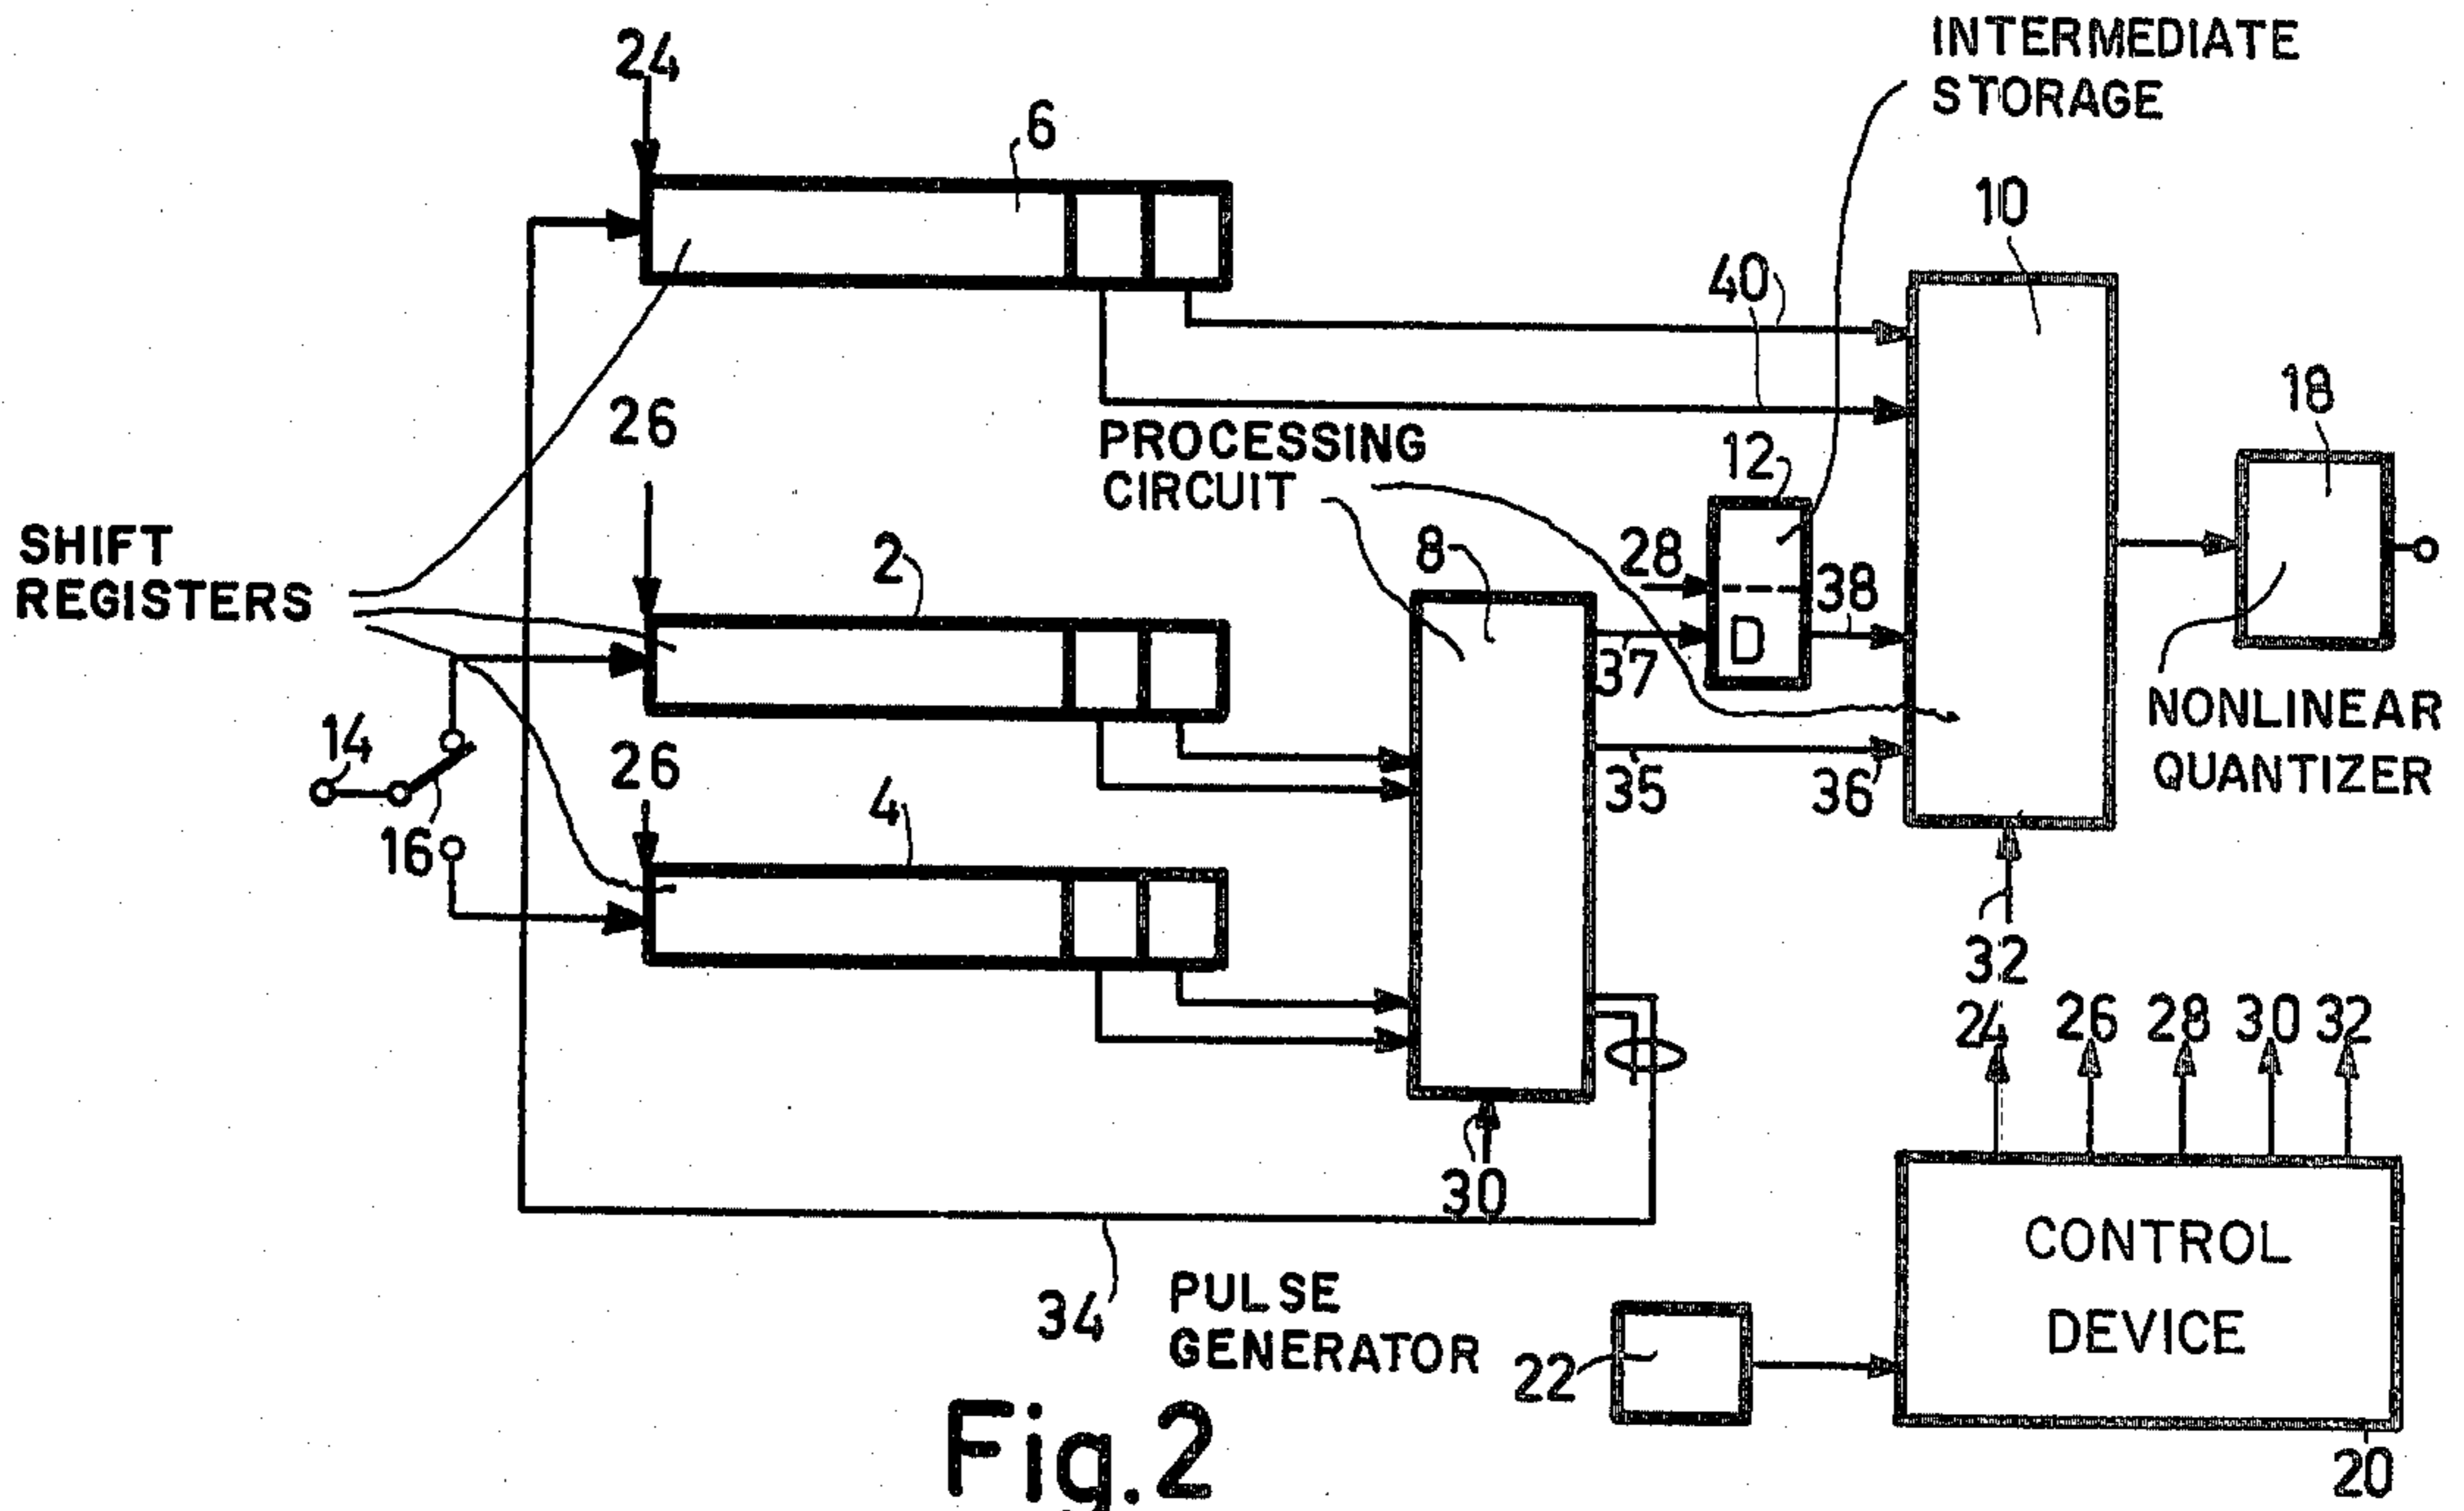 INTERMEDIATE
STORAGE
24
6
10
40
18
26
PROCESSING
CIRCUIT
12
SHIFT
REGISTERS
2
8
28
38
D
37
NONLINEAR
QUANTIZER
14
26
35
36
16
4
32
24 26 28 30 32
30
CONTROL
DEVICE
34
PULSE
GENERATOR
22
20
Fig.2